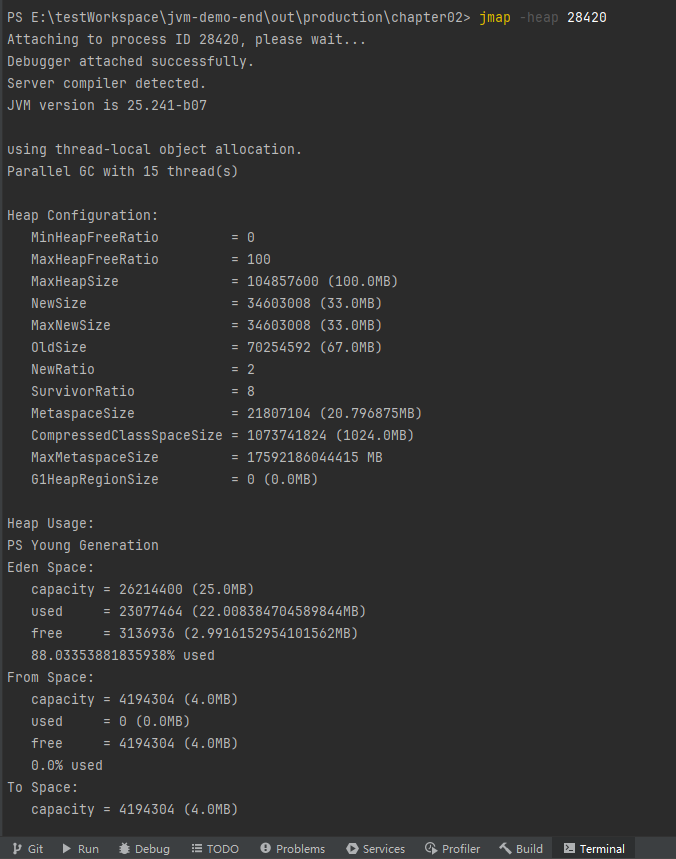 PS E:\testWorkspace\jvm-demo-end\out\production\chapter02> jmap -heap 28420
Attaching to process ID 28420, please wait...
Debugger attached successfully.
Server compiler detected.
JVM version is 25.241-b07
using thread-local object allocation.
Parallel GC with 15 thread(s)
Heap Configuration:
MinHeapFreeRatio = 0
MaxHeapFreeRatio = 100
MaxHeapSize = 104857600 (100.0MB)
NewSize = 34603008 (33.0MB)
MaxNewSize = 34603008 (33.0MB)
OldSize = 70254592 (67.0MB)
NewRatio = 2
SurvivorRatio = 8
MetaspaceSize = 21807104 (20.796875MB)
CompressedClassSpaceSize = 1073741824 (1024.0MB)
MaxMetaspaceSize = 17592186044415 MB
G1HeapRegionSize = 0 (0.0MB)
Heap Usage:
PS Young Generation
Eden Space:
capacity = 26214400 (25.0MB)
used = 23077464 (22.008384704589844MB)
free = 3136936 (2.9916152954101562MB)
88.03353881835938% used
From Space:
capacity = 4194304 (4.0MB)
used = 0 (0.0MB)
free = 4194304 (4.0MB)
0.0% used
To Space:
capacity = 4194304 (4.0MB)
Git Run Debug TODO Problems Services Profiler Build Terminal